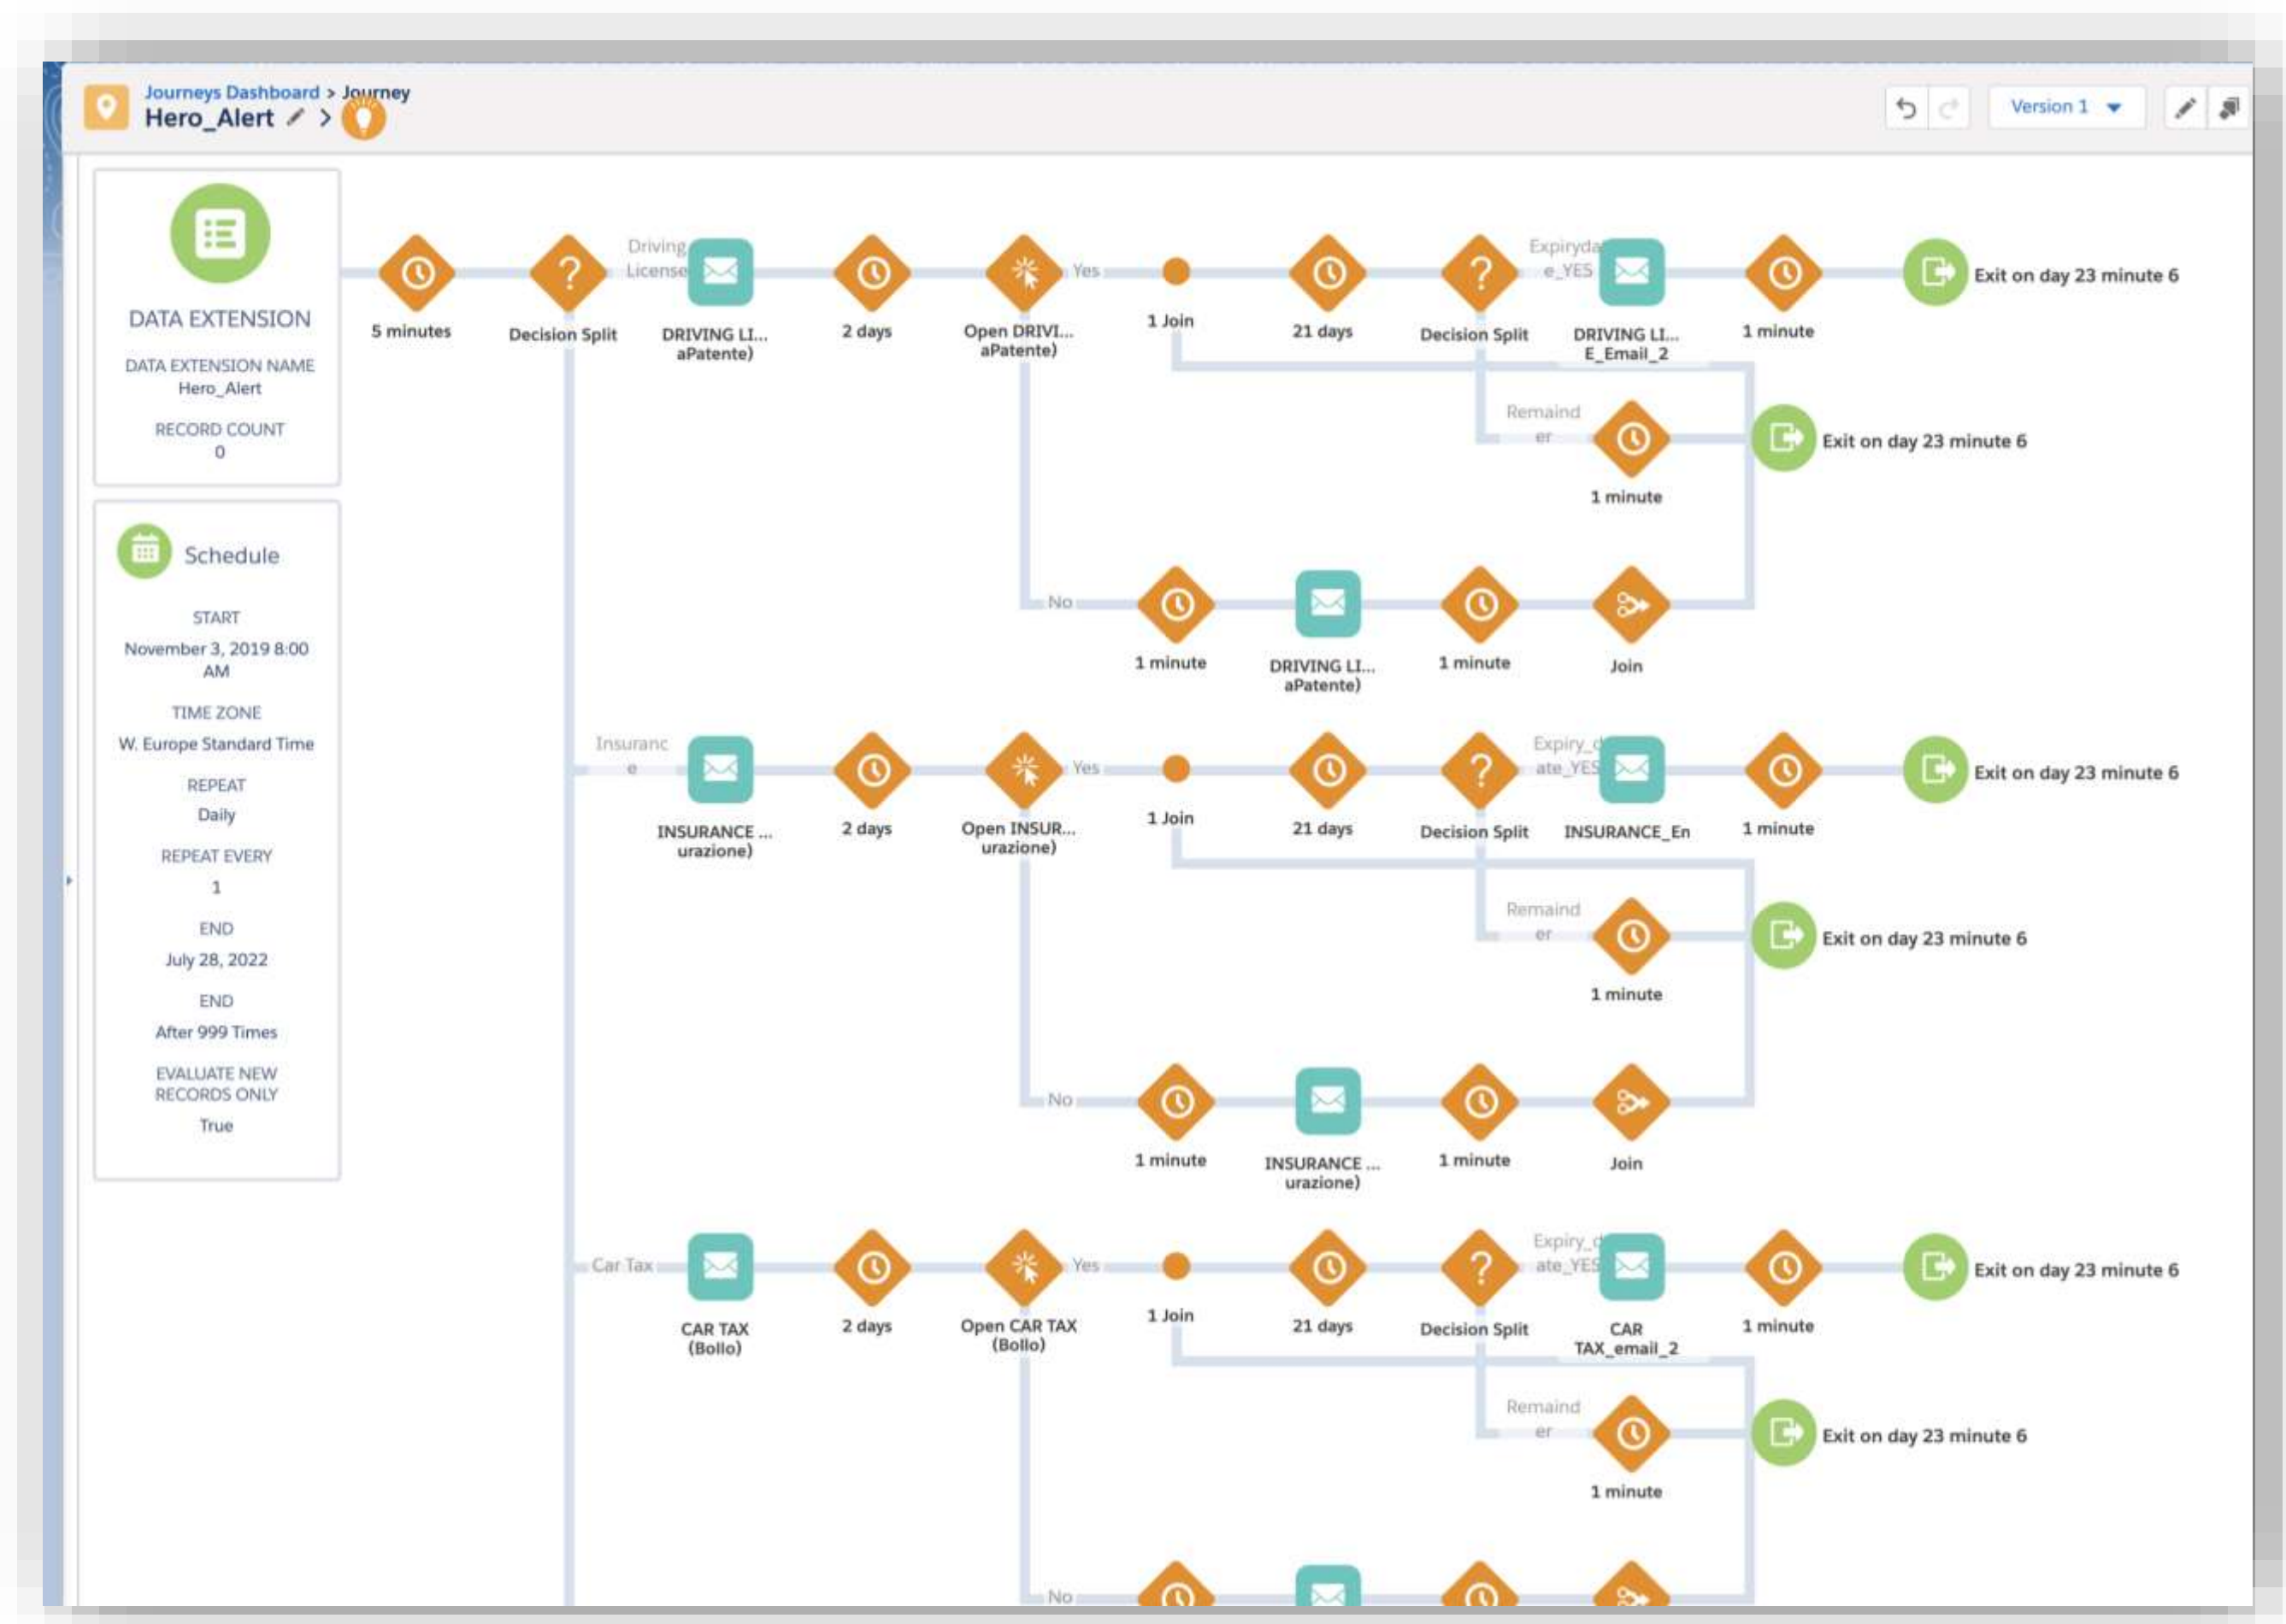 Journeys Dashboard > Journey
Hero_Alert >
Version 1
DATA EXTENSION
DATA EXTENSION NAME
Hero_Alert
RECORD COUNT
0
Schedule
START
November 3, 2019 8:00
AM
TIME ZONE
W. Europe Standard Time
REPEAT
Daily
REPEAT EVERY
1
END
July 28, 2022
END
After 999 Times
EVALUATE NEW
RECORDS ONLY
True
5 minutes
Decision Split
Driving
License
DRIVING LI...
aPatente)
2 days
Open DRIVI...
aPatente)
Yes
1 Join
21 days
Decision Split
Expiryda
e_YES
DRIVING LI...
E_Email_2
1 minute
Exit on day 23 minute 6
Remaind
er
1 minute
Exit on day 23 minute 6
No
1 minute
DRIVING LI...
aPatente)
1 minute
Join
Insuranc
e
INSURANCE ...
urazione)
2 days
Open INSUR...
urazione)
Yes
1 Join
21 days
Decision Split
Expiry_d
ate_YES
INSURANCE_En
1 minute
Exit on day 23 minute 6
Remaind
er
1 minute
Exit on day 23 minute 6
No
1 minute
INSURANCE ...
urazione)
1 minute
Join
Car Tax
CAR TAX
(Bollo)
2 days
Open CAR TAX
(Bollo)
Yes
1 Join
21 days
Decision Split
Expiry_d
ate_YES
CAR
TAX_email_2
1 minute
Exit on day 23 minute 6
Remaind
er
1 minute
Exit on day 23 minute 6
No